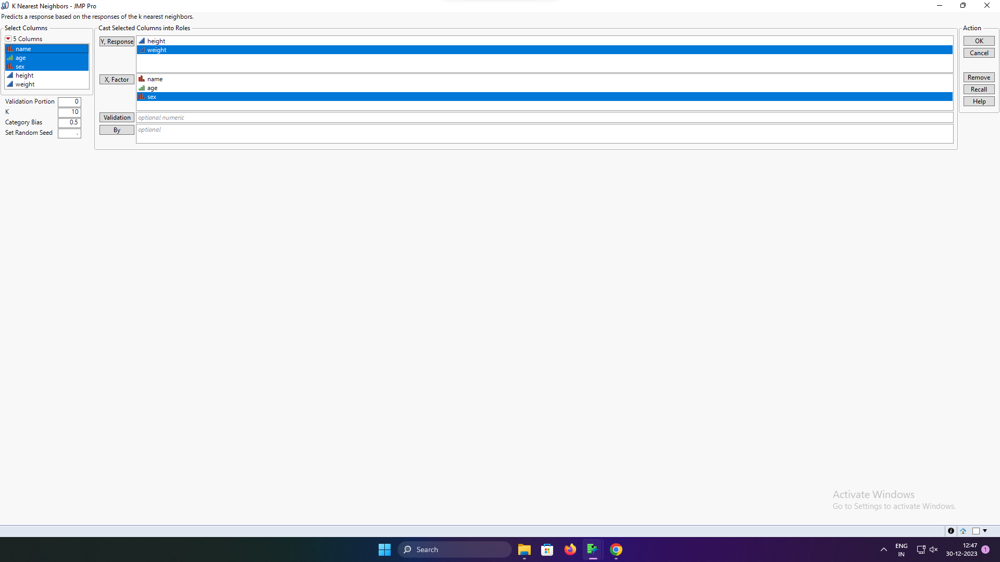 K Nearest Neighbors - JMP Pro
Predicts a response based on the responses of the k nearest neighbors.
Select Columns
5 Columns
name
age
sex
height
weight
Validation Portion 0
K 10
Category Bias 0.5
Set Random Seed .
Cast Selected Columns into Roles
Y, Response
height
weight
X, Factor
name
age
sex
Validation
optional numeric
By
optional
Action
OK
Cancel
Remove
Recall
Help
Activate Windows
Go to Settings to activate Windows.
Search
ENG
IN
12:47
30-12-2023
1